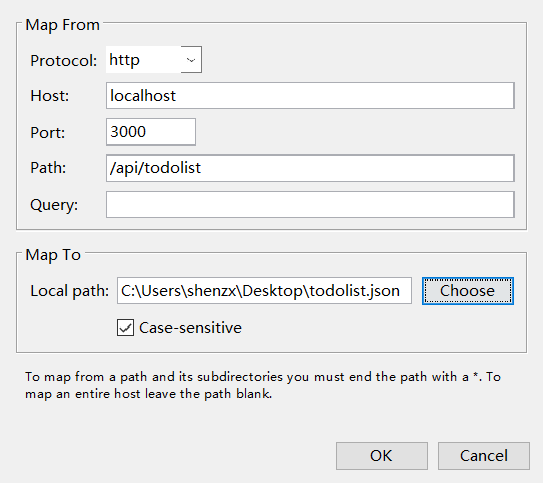 Map From
Protocol: http
Host: localhost
Port: 3000
Path: /api/todolist
Query:
Map To
Local path: C:\Users\shenzx\Desktop\todolist.json Choose
Case-sensitive
To map from a path and its subdirectories you must end the path with a *. To
map an entire host leave the path blank.
OK Cancel